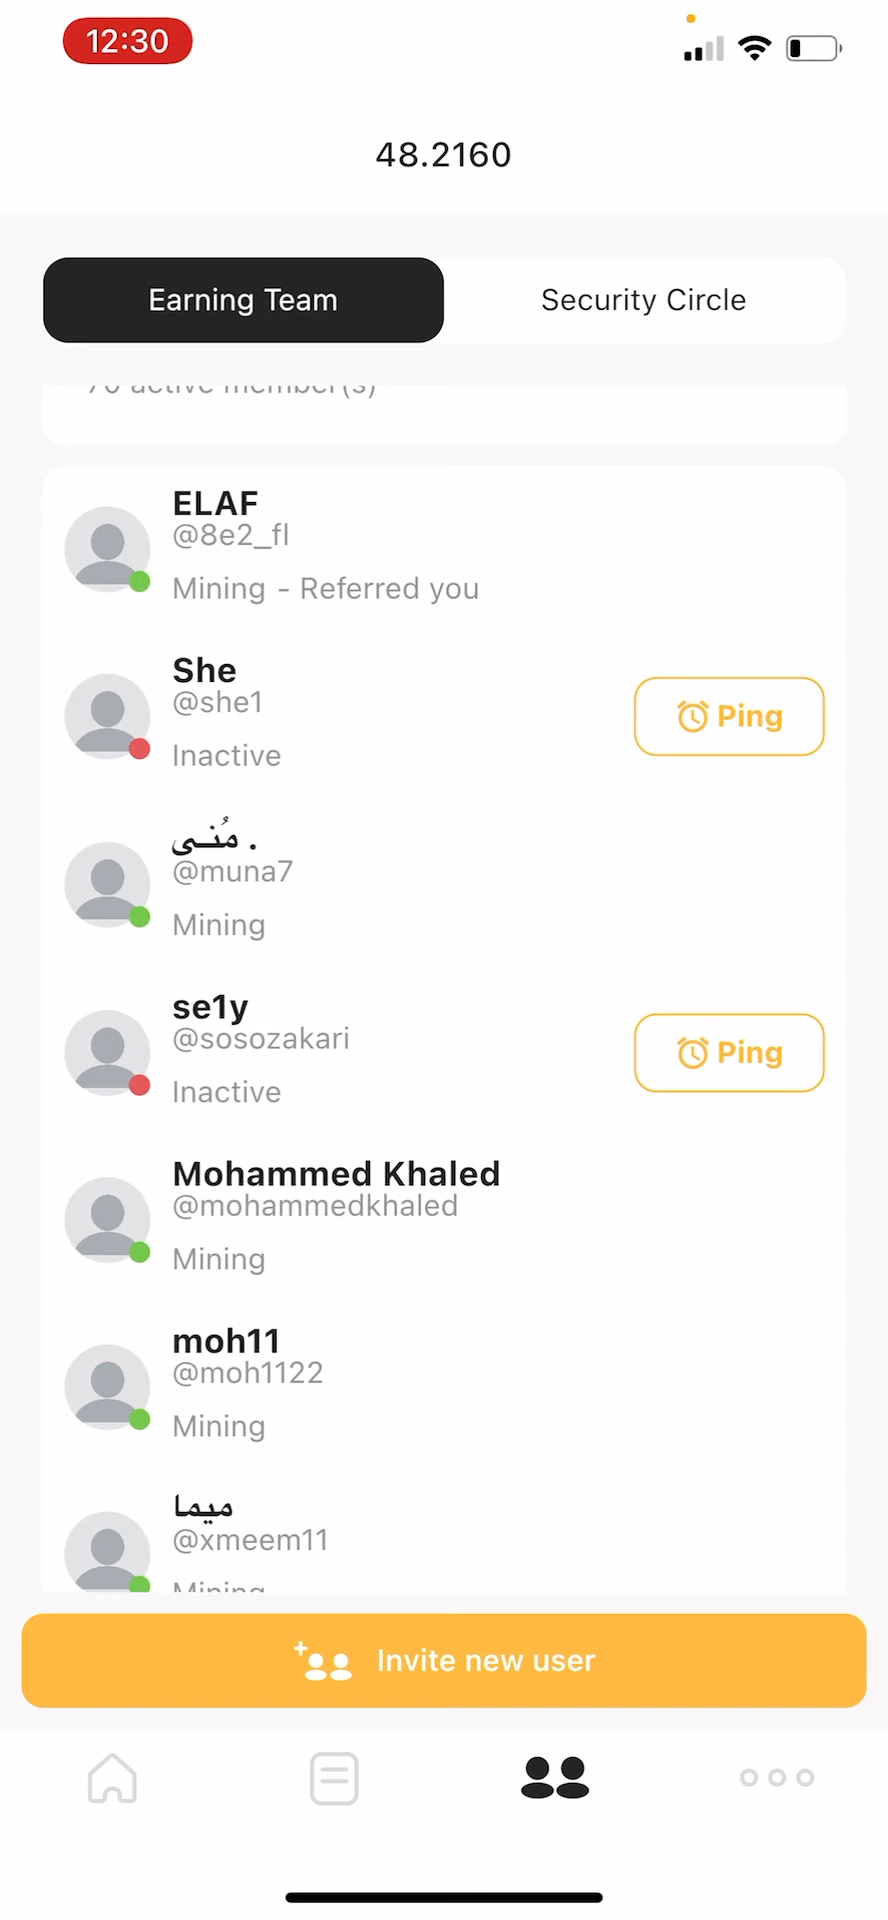 12:30
48.2160
Earning Team
Security Circle
70 active member(s)
ELAF
@8e2_fl
Mining - Referred you
She
@she1
Inactive
Ping
مُنـى .
@muna7
Mining
se1y
@sosozakari
Inactive
Ping
Mohammed Khaled
@mohammedkhaled
Mining
moh11
@moh1122
Mining
ميما
@xmeem11
Mining
Invite new user